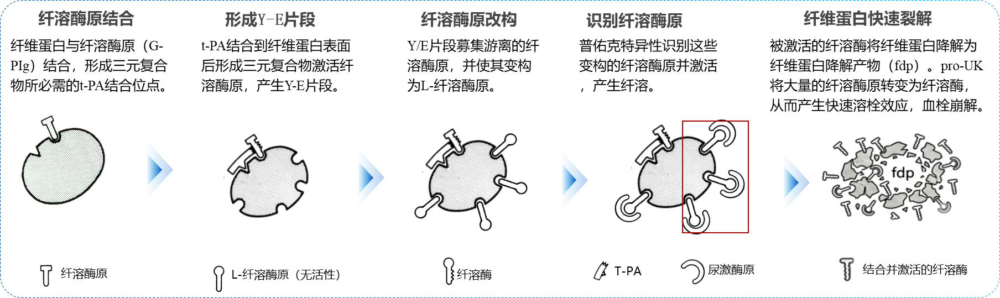 纤溶酶原结合
纤维蛋白与纤溶酶原（G-
PIg）结合，形成三元复合
物所必需的t-PA结合位点。
形成Y-E片段
t-PA结合到纤维蛋白表面
后形成三元复合物激活纤
溶酶原，产生Y-E片段。
纤溶酶原改构
Y/E片段募集游离的纤
溶酶原，并使其变构
为L-纤溶酶原。
识别纤溶酶原
普佑克特异性识别这些
变构的纤溶酶原并激活
，产生纤溶。
纤维蛋白快速裂解
被激活的纤溶酶将纤维蛋白降解为
纤维蛋白降解产物（fdp）。pro-UK
将大量的纤溶酶原转变为纤溶酶，
从而产生快速溶栓效应，血栓崩解。
fdp
纤溶酶原
L-纤溶酶原（无活性）
纤溶酶
T-PA
尿激酶原
结合并激活的纤溶酶